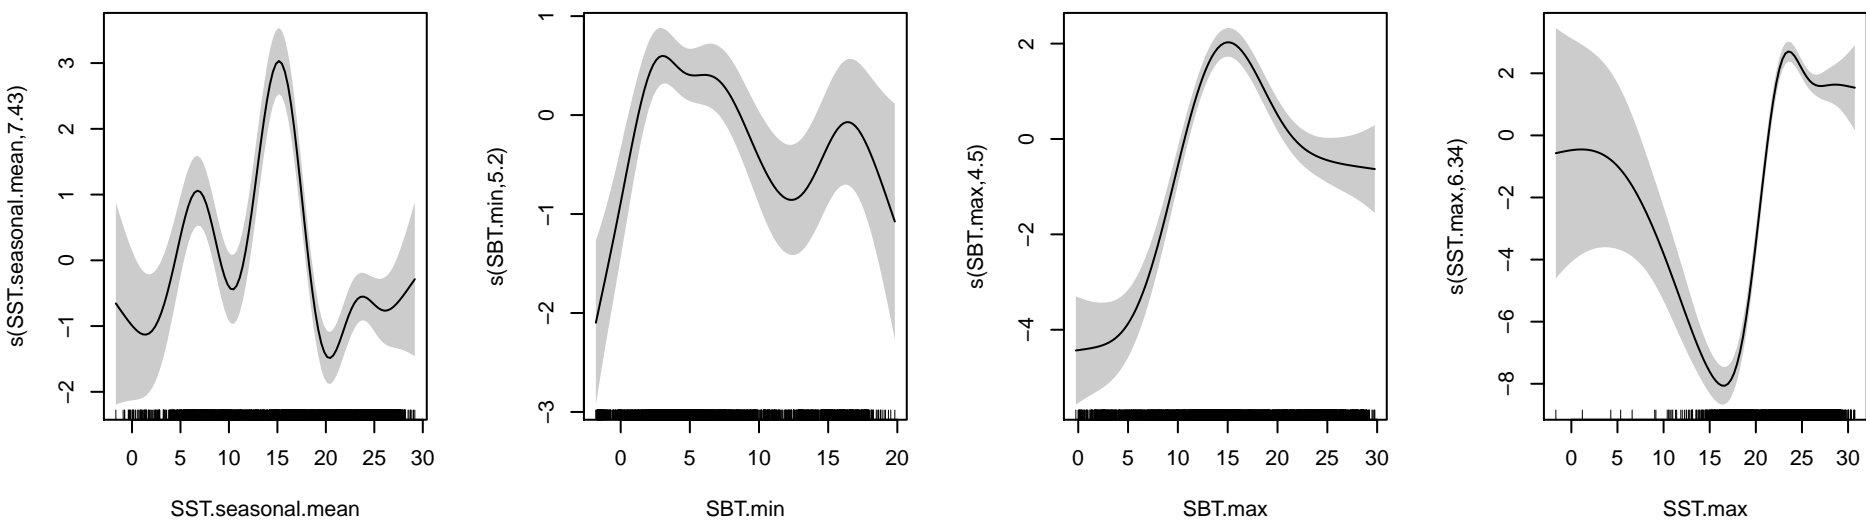 s(SST.seasonal.mean,7.43)
3
2
1
0
−1
−2
0 5 10 15 20 25 30
SST.seasonal.mean
s(SBT.min,5.2)
1
0
−1
−2
−3
0 5 10 15 20
SBT.min
s(SBT.max,4.5)
2
0
−2
−4
0 5 10 15 20 25 30
SBT.max
s(SST.max,6.34)
2
0
−2
−4
−6
−8
0 5 10 15 20 25 30
SST.max